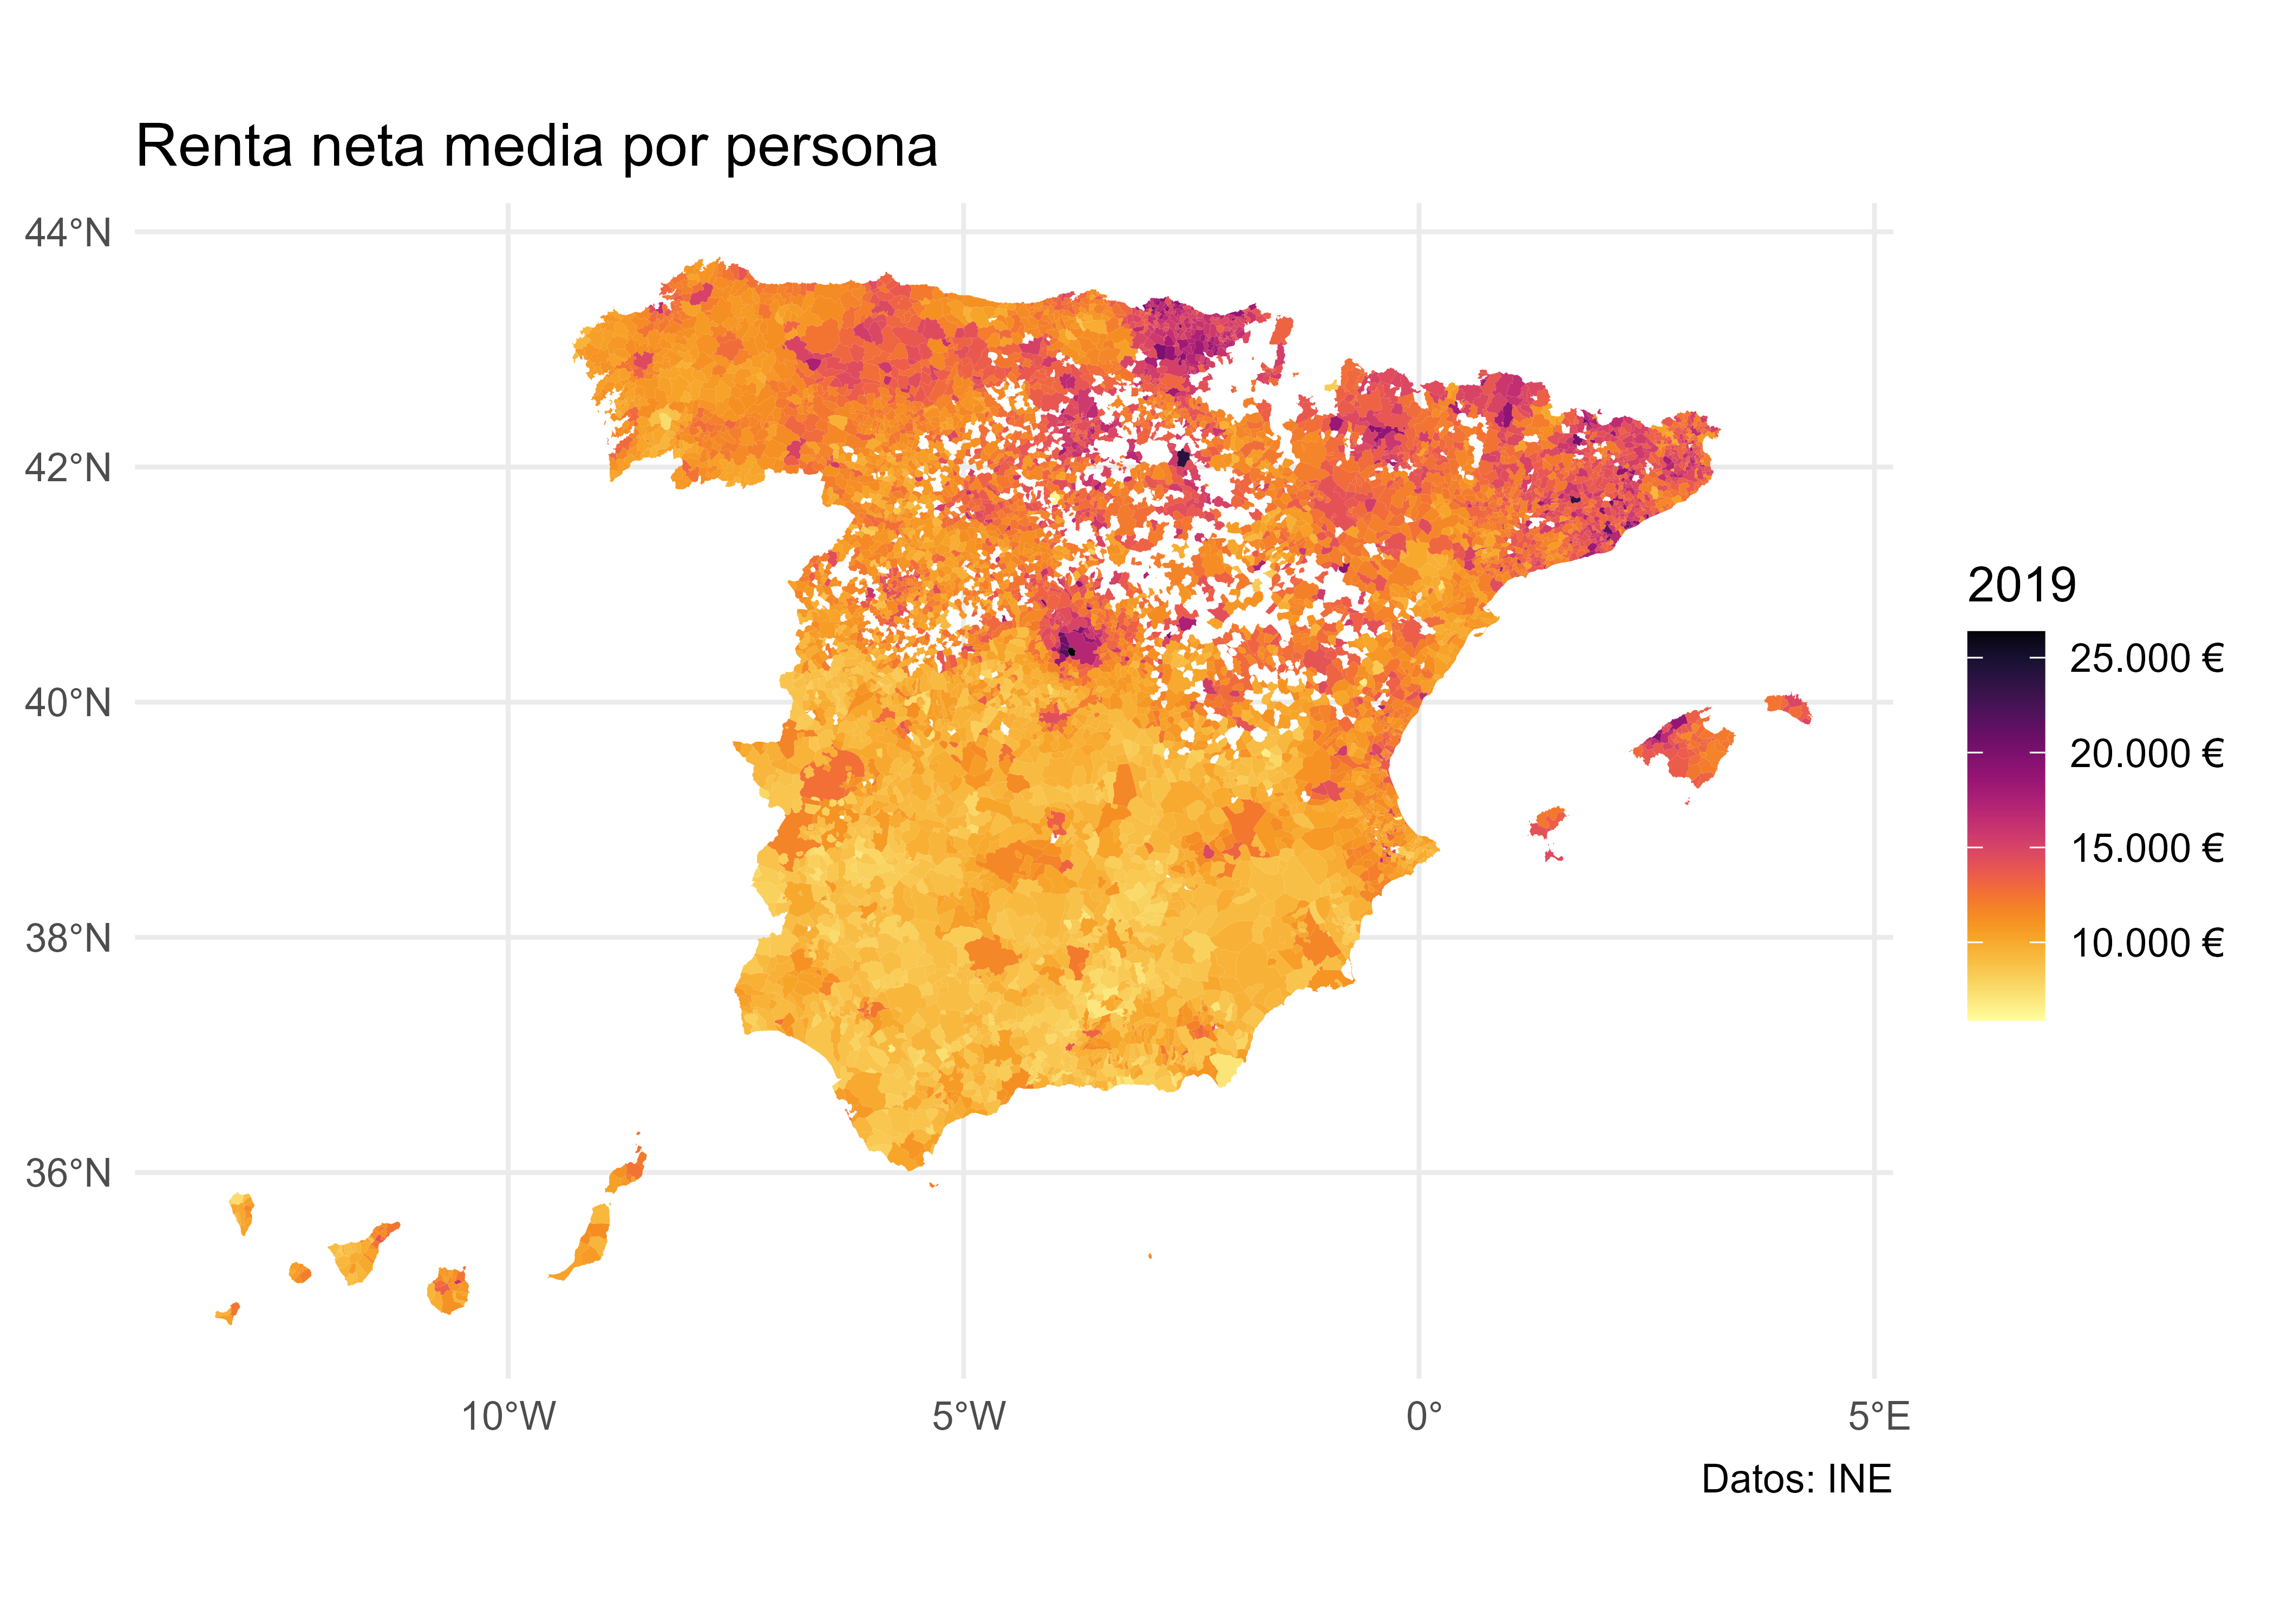 Renta neta media por persona
44°N
42°N
40°N
38°N
36°N
10°W
5°W
0°
5°E
2019
25.000 €
20.000 €
15.000 €
10.000 €
Datos: INE